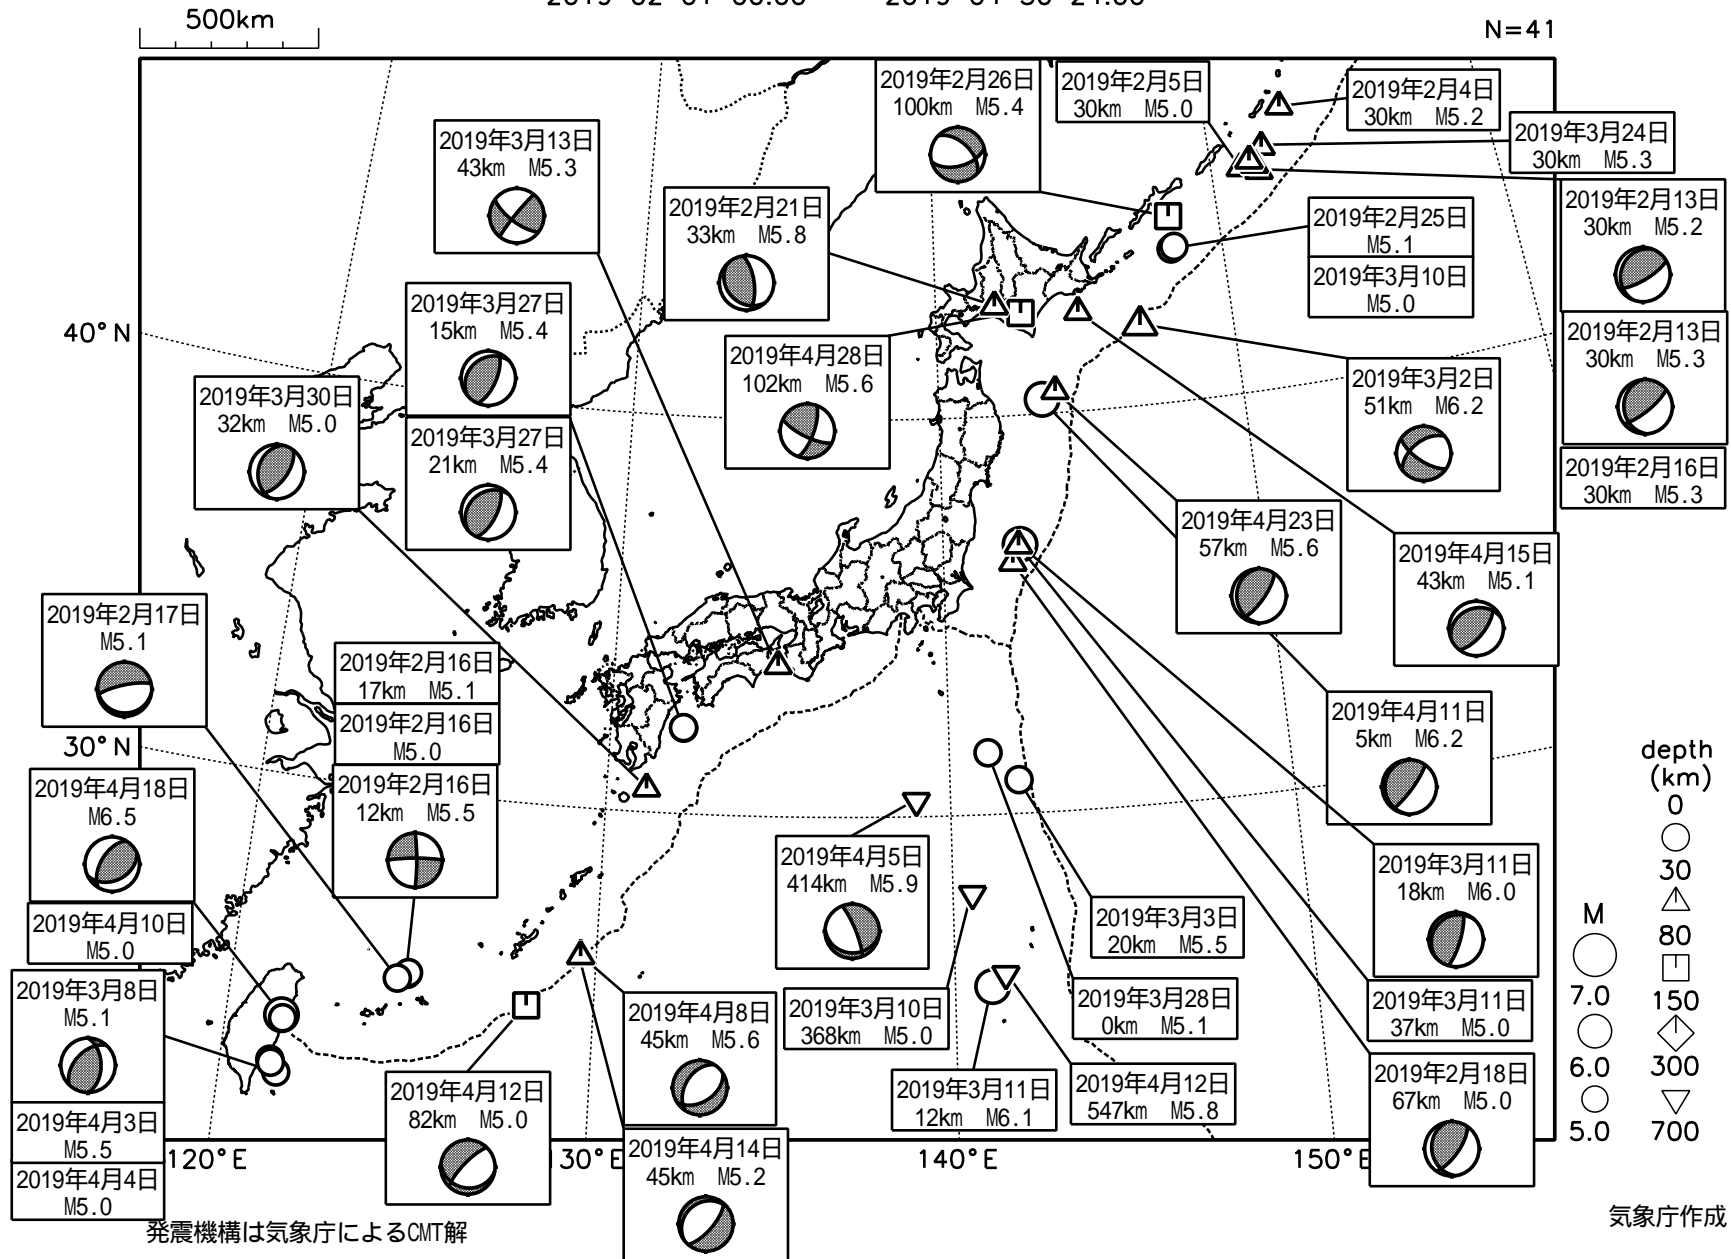 500km
N=41
2019年2月26日
100km M5.4
2019年2月5日
30km M5.0
2019年2月4日
30km M5.2
2019年3月24日
30km M5.3
2019年3月13日
43km M5.3
2019年2月21日
33km M5.8
2019年2月25日
M5.1
2019年3月10日
M5.0
2019年2月13日
30km M5.2
2019年2月13日
30km M5.3
2019年2月16日
30km M5.3
40°N
2019年3月27日
15km M5.4
2019年3月27日
21km M5.4
2019年4月28日
102km M5.6
2019年3月30日
32km M5.0
2019年3月2日
51km M6.2
2019年4月23日
57km M5.6
2019年4月15日
43km M5.1
2019年2月17日
M5.1
2019年2月16日
17km M5.1
2019年2月16日
M5.0
2019年2月16日
12km M5.5
30°N
2019年4月18日
M6.5
2019年4月10日
M5.0
2019年3月8日
M5.1
2019年4月3日
M5.5
2019年4月4日
M5.0
2019年4月11日
5km M6.2
2019年4月5日
414km M5.9
2019年3月11日
18km M6.0
2019年3月3日
20km M5.5
2019年3月10日
368km M5.0
2019年3月28日
0km M5.1
2019年3月11日
37km M5.0
2019年4月8日
45km M5.6
2019年4月12日
82km M5.0
2019年3月11日
12km M6.1
2019年4月12日
547km M5.8
2019年2月18日
67km M5.0
2019年4月14日
45km M5.2
120°E
30°E
140°E
150°E
M
7.0
6.0
5.0
depth
(km)
0
30
80
150
300
700
発震機構は気象庁によるCMT解
気象庁作成